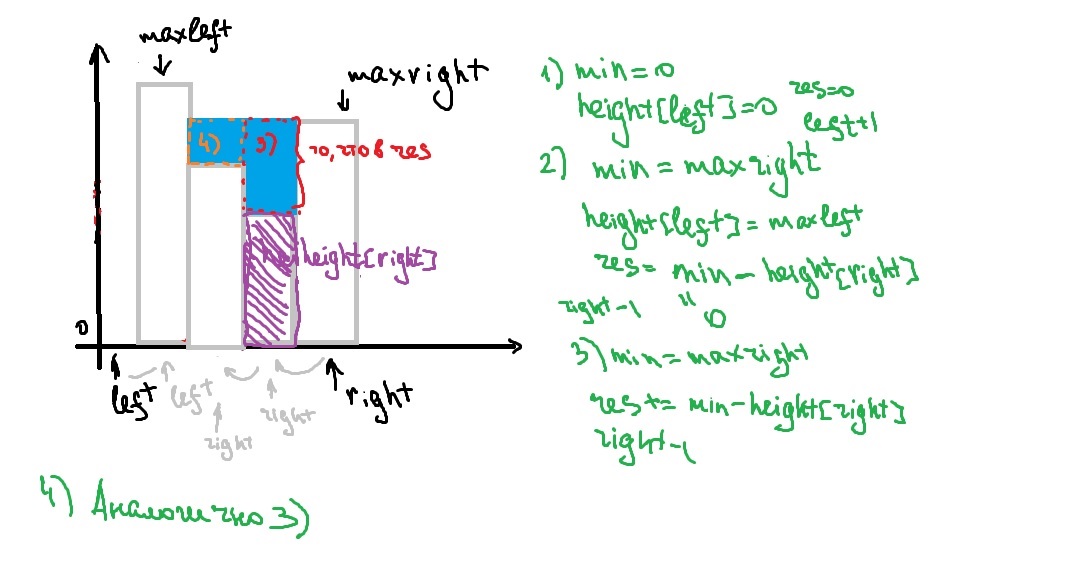 maxleft
maxright
4)
3)
то, что в res
height[right]
0
left
left
right
right
right
1) min=0
height[left]=0
res=0
left+1
2) min = maxright
height[left] = maxleft
res= min - height[right]
"
0
right-1
3) min = maxright
res+= min-height[right]
right-1
4) Аналогично 3)